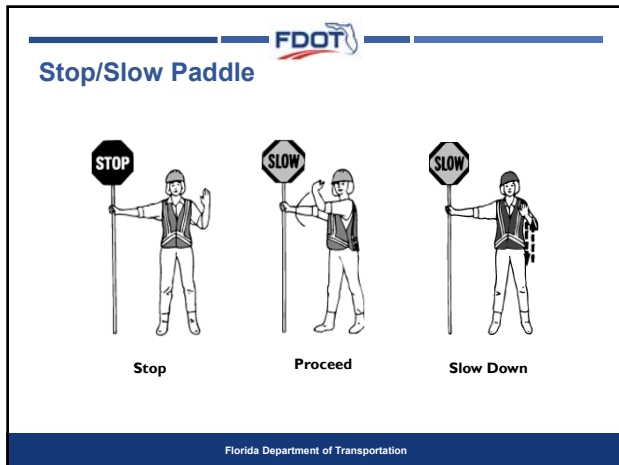 FDOT
Stop/Slow Paddle
STOP
SLOW
SLOW
Stop
Proceed
Slow Down
Florida Department of Transportation